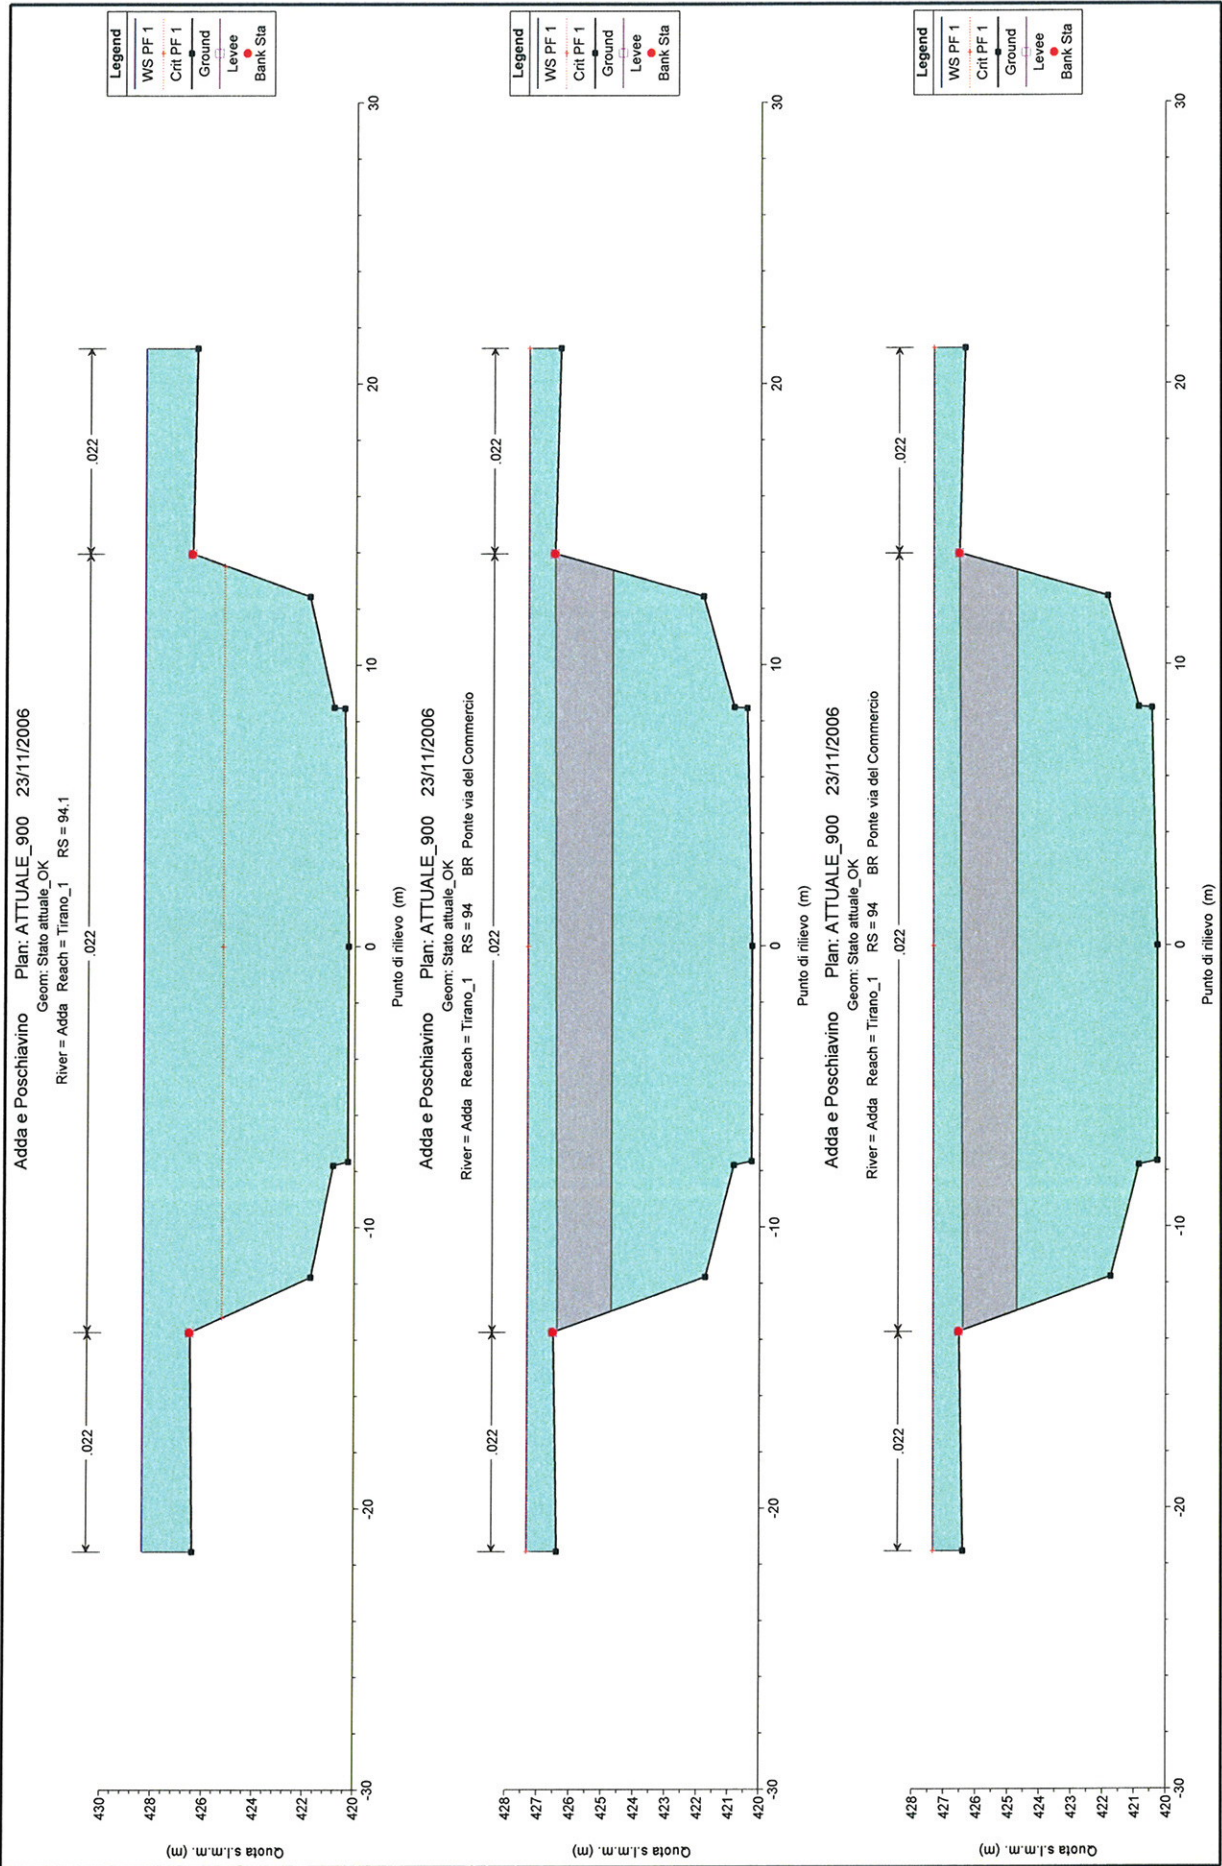 Adda e Poschiavino Plan: ATTUALE_900 23/11/2006
Geom: Stato attuale_OK
River = Adda Reach = Tirano_1 RS = 94.1
.022
.022
.022
Legend
WS PF 1
Crit PF 1
Ground
Levee
Bank Sta
430
428
426
424
422
420
Quota s.l.m.m. (m)
-30
-20
-10
0
10
20
30
Punto di rilievo (m)
Adda e Poschiavino Plan: ATTUALE_900 23/11/2006
Geom: Stato attuale_OK
River = Adda Reach = Tirano_1 RS = 94 BR Ponte via del Commercio
.022
.022
.022
Legend
WS PF 1
Crit PF 1
Ground
Levee
Bank Sta
428
427
426
425
424
423
422
421
420
Quota s.l.m.m. (m)
-30
-20
-10
0
10
20
30
Punto di rilievo (m)
Adda e Poschiavino Plan: ATTUALE_900 23/11/2006
Geom: Stato attuale_OK
River = Adda Reach = Tirano_1 RS = 94 BR Ponte via del Commercio
.022
.022
.022
Legend
WS PF 1
Crit PF 1
Ground
Levee
Bank Sta
428
427
426
425
424
423
422
421
420
Quota s.l.m.m. (m)
-30
-20
-10
0
10
20
30
Punto di rilievo (m)